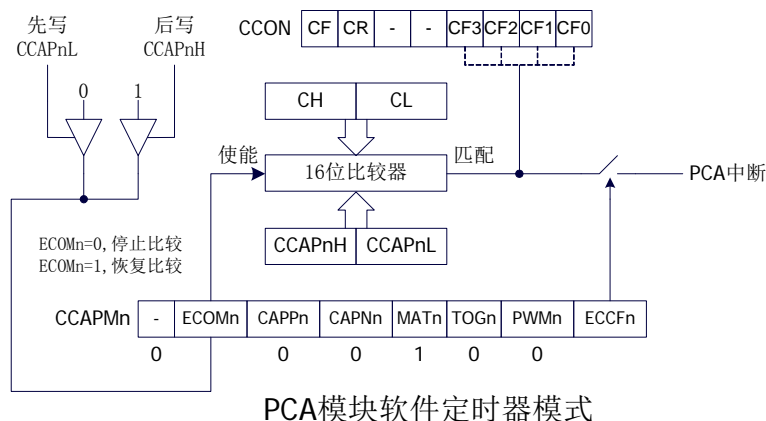 先写
CCAPnL
后写
CCAPnH
0
1
CCON CF CR - - CF3 CF2 CF1 CF0
CH CL
使能
16位比较器
匹配
PCA中断
CCAPnH CCAPnL
ECOMn=0,停止比较
ECOMn=1,恢复比较
CCAPMn - ECOMn CAPPn CAPNn MATn TOGn PWMn ECCFn
0 0 0 1 0 0
PCA模块软件定时器模式